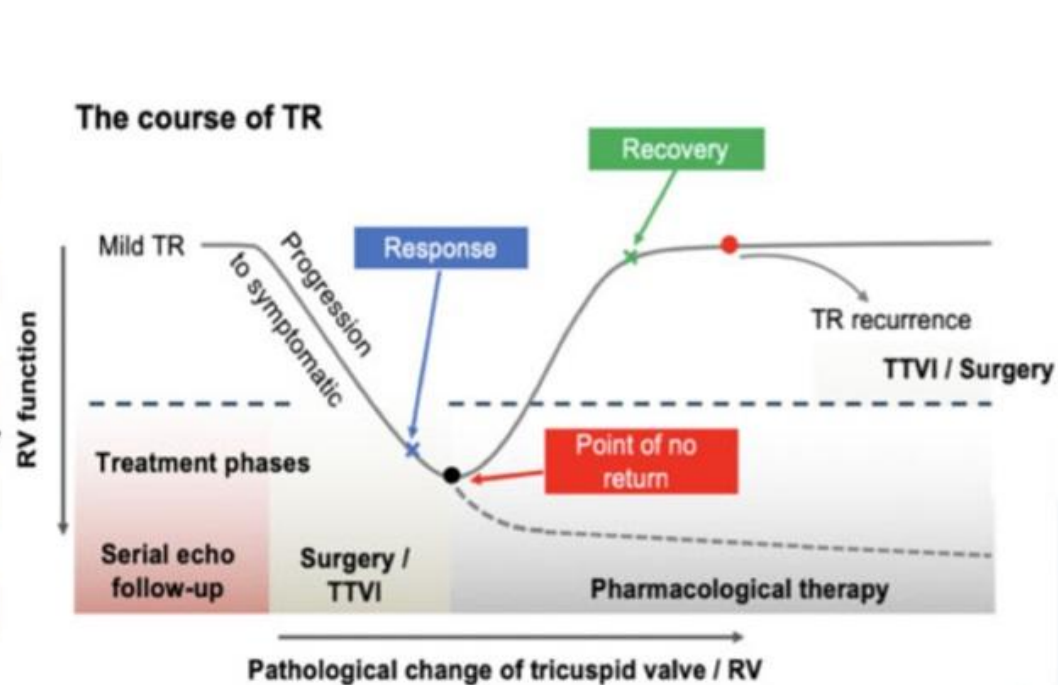 The course of TR
Recovery
Response
Mild TR
Progression
to symptomatic
TR recurrence
TTVI / Surgery
RV function
Point of no
return
Treatment phases
Serial echo
follow-up
Surgery /
TTVI
Pharmacological therapy
Pathological change of tricuspid valve / RV